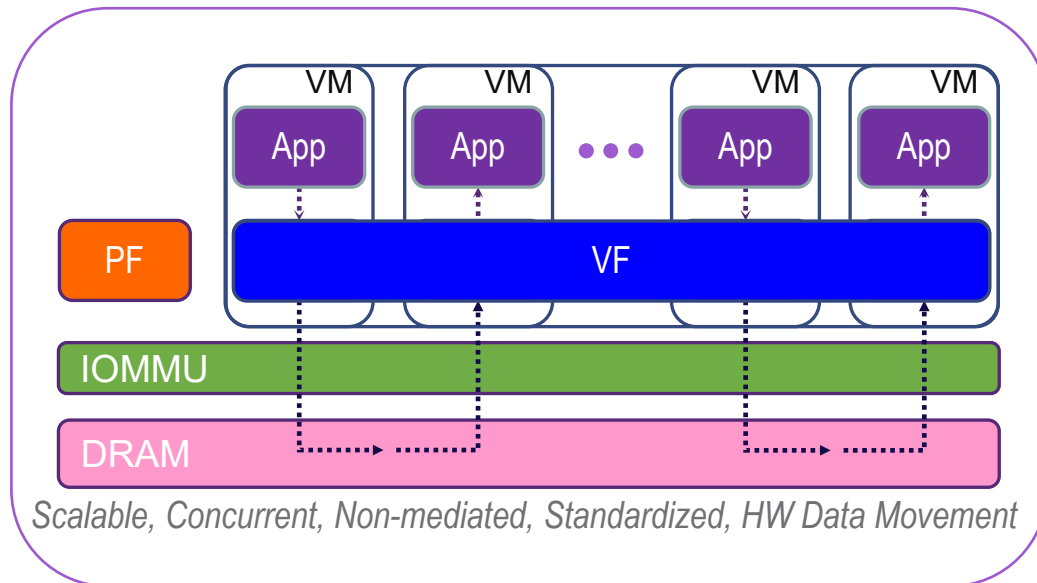 VM VM VM VM
App App App App
PF VF
IOMMU
DRAM
Scalable, Concurrent, Non-mediated, Standardized, HW Data Movement